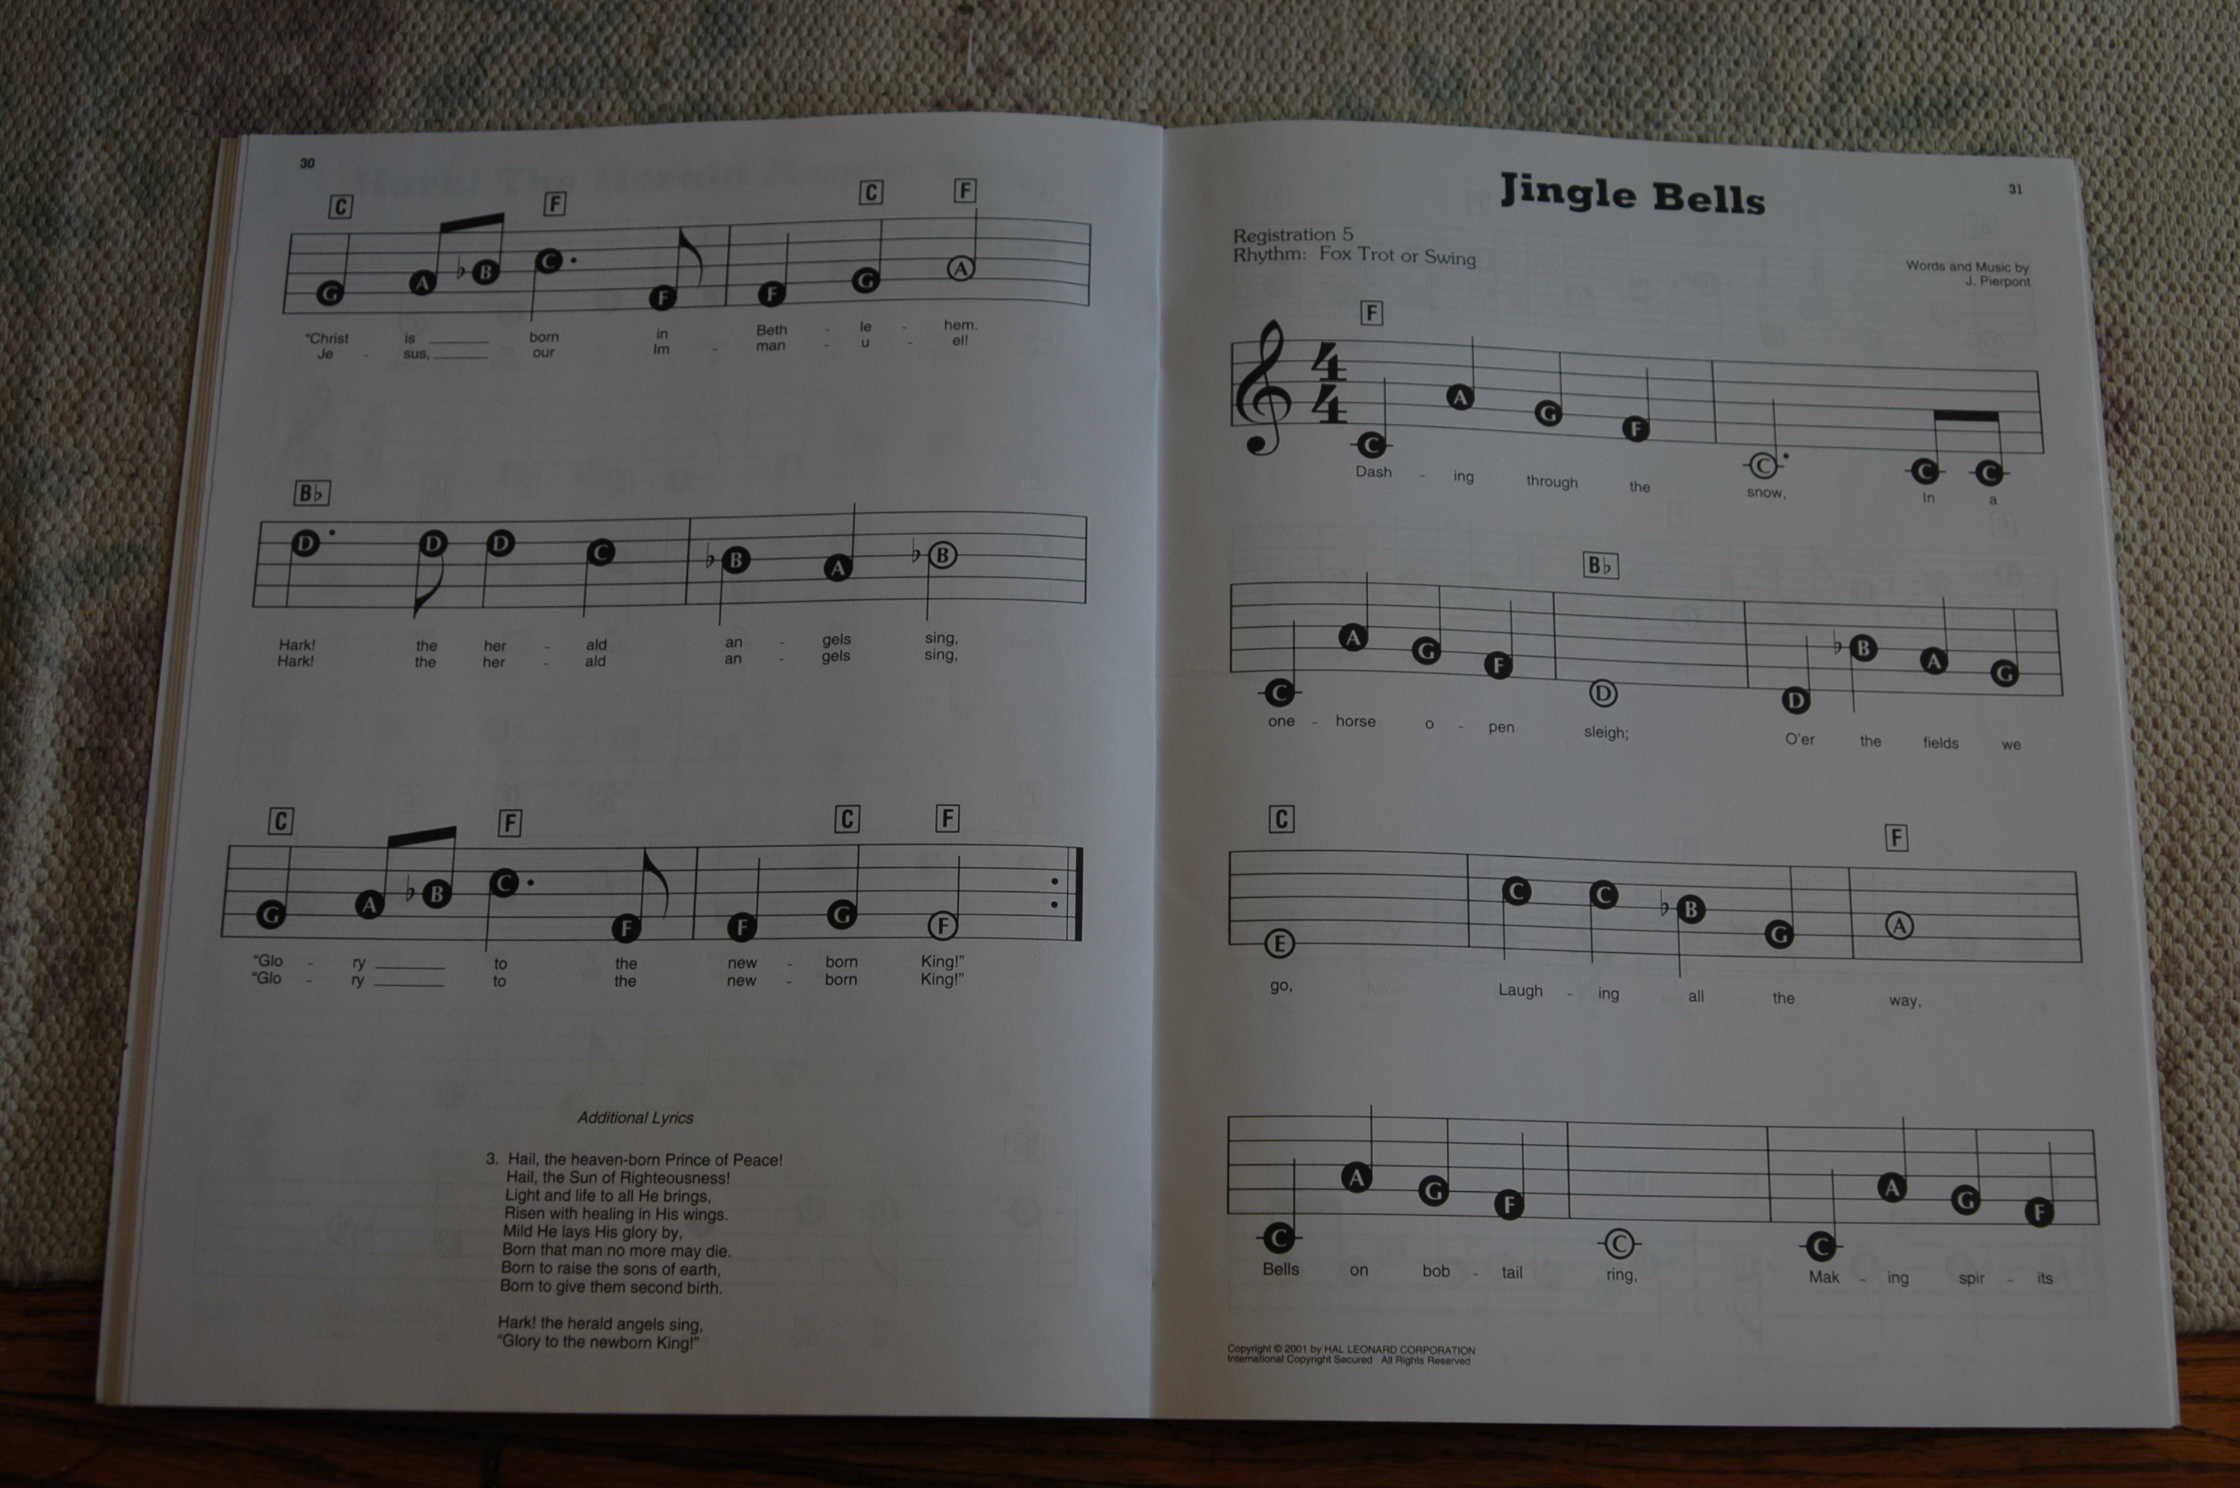 30
C F C F
G A ♭B C F F G A
"Christ is ______ born in Beth - le - hem.
Je - sus, ______ our Im - man - u - el!
B♭
D D D C ♭B A ♭B
Hark! the her - ald an - gels sing,
Hark! the her - ald an - gels sing,
C F C F
G A ♭B C F F G F
"Glo - ry ______ to the new - born King!"
"Glo - ry ______ to the new - born King!"
Additional Lyrics
3. Hail, the heaven-born Prince of Peace!
Hail, the Sun of Righteousness!
Light and life to all He brings,
Risen with healing in His wings.
Mild He lays His glory by,
Born that man no more may die.
Born to raise the sons of earth,
Born to give them second birth.
Hark! the herald angels sing,
"Glory to the newborn King!"
31
Jingle Bells
Registration 5
Rhythm: Fox Trot or Swing
Words and Music by
J. Pierpont
F
4
4
C A G F C C C
Dash - ing through the snow, In a
B♭
C A G F D D ♭B A G
one - horse o - pen sleigh; O'er the fields we
C F
E C C ♭B G A
go, Laugh - ing all the way,
C A G F C C A G F
Bells on bob - tail ring, Mak - ing spir - its
Copyright © 2001 by HAL LEONARD CORPORATION
International Copyright Secured All Rights Reserved